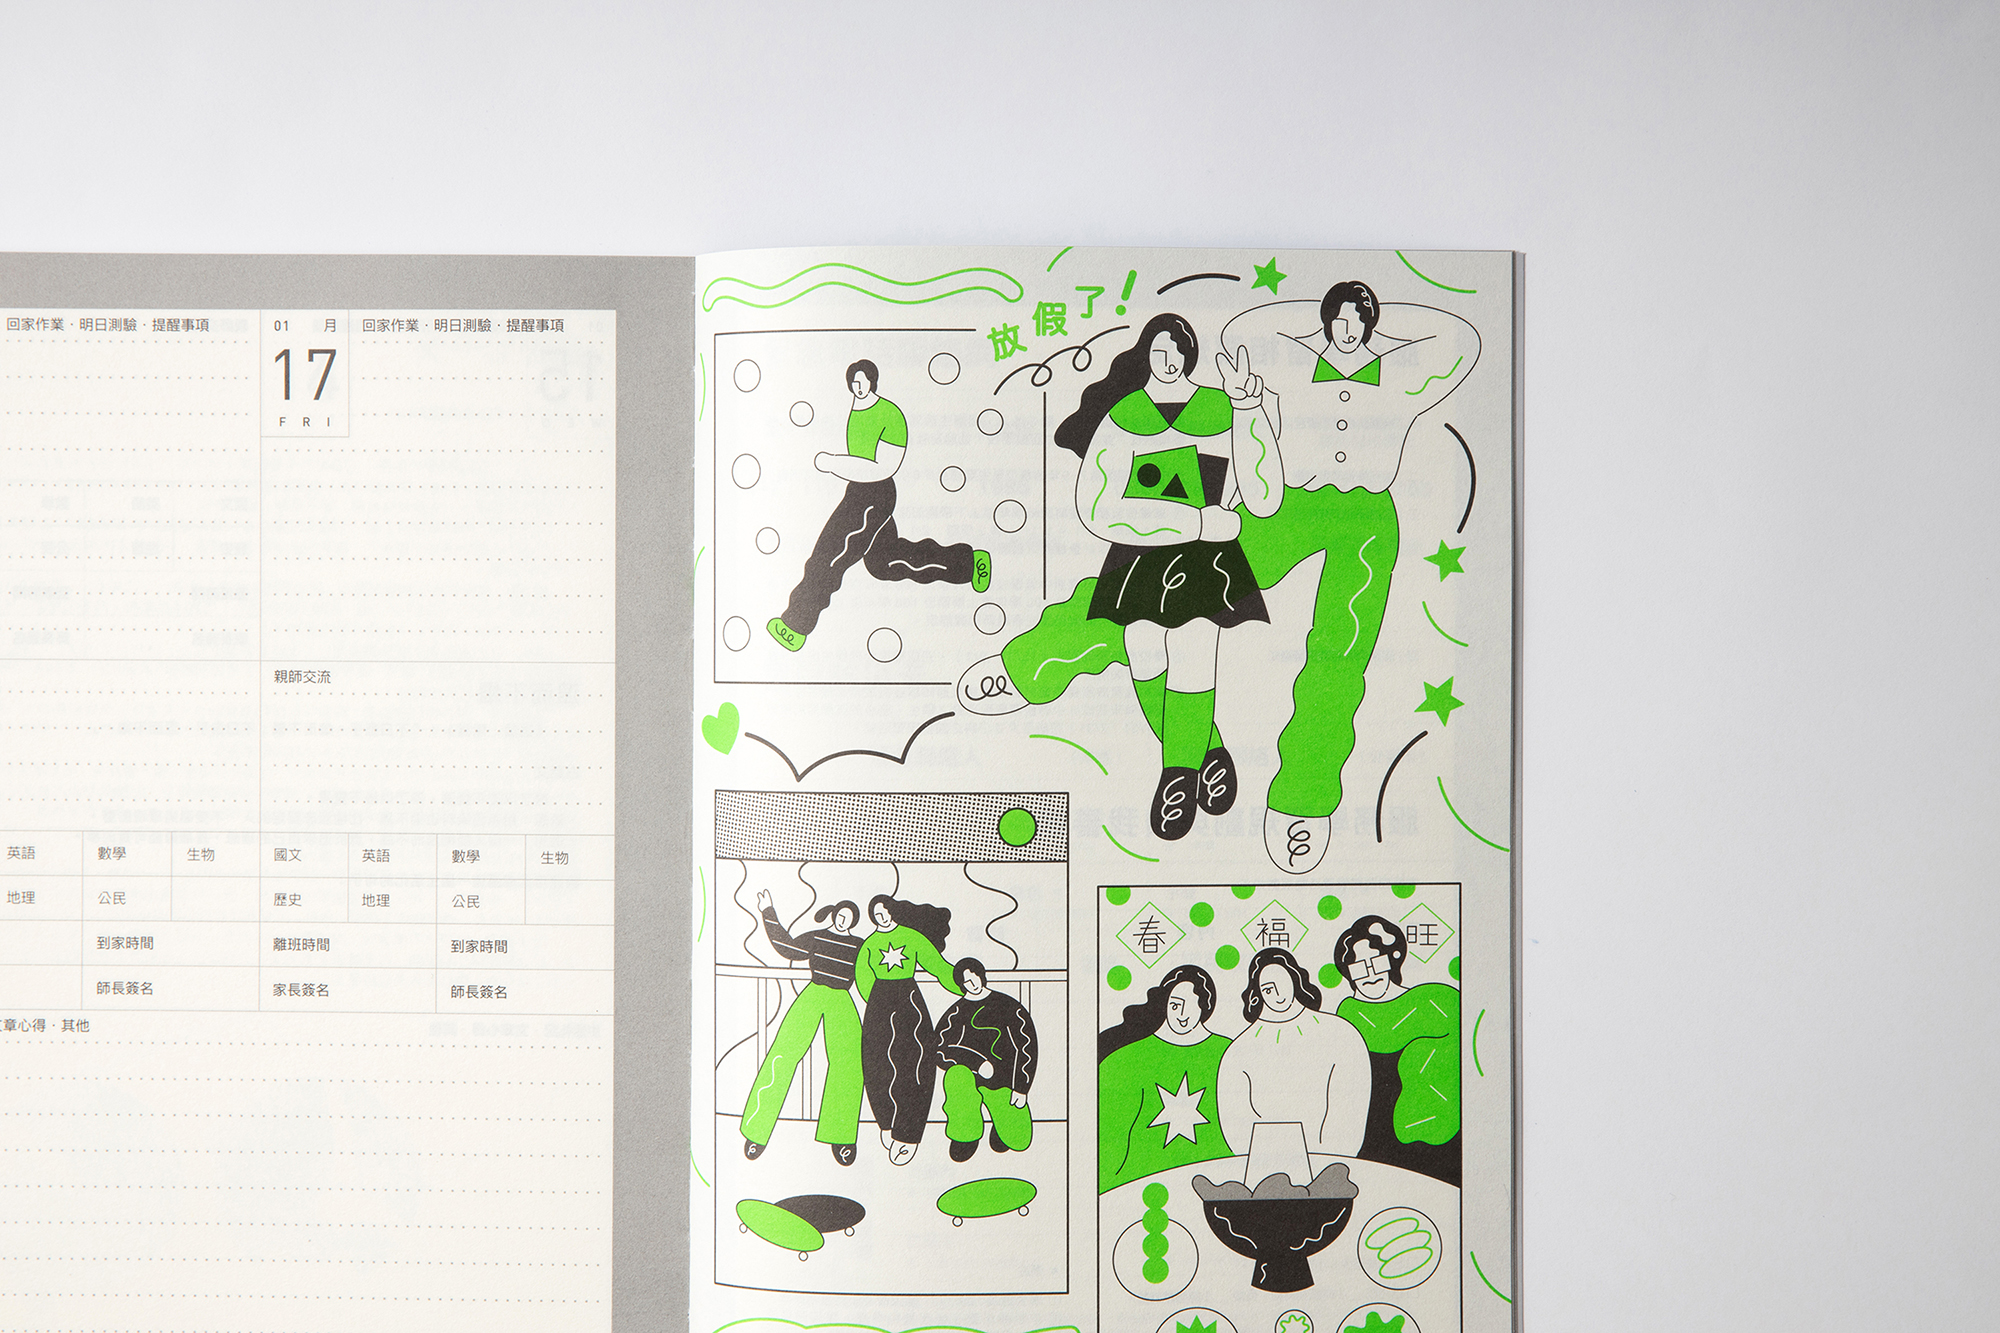 回家作業・明日測驗・提醒事項
01 月
17
FRI
回家作業・明日測驗・提醒事項
親師交流
英語 數學 生物 國文 英語 數學 生物
地理 公民 歷史 地理 公民
到家時間 離班時間 到家時間
師長簽名 家長簽名 師長簽名
章心得・其他
放假了!
春 福 旺